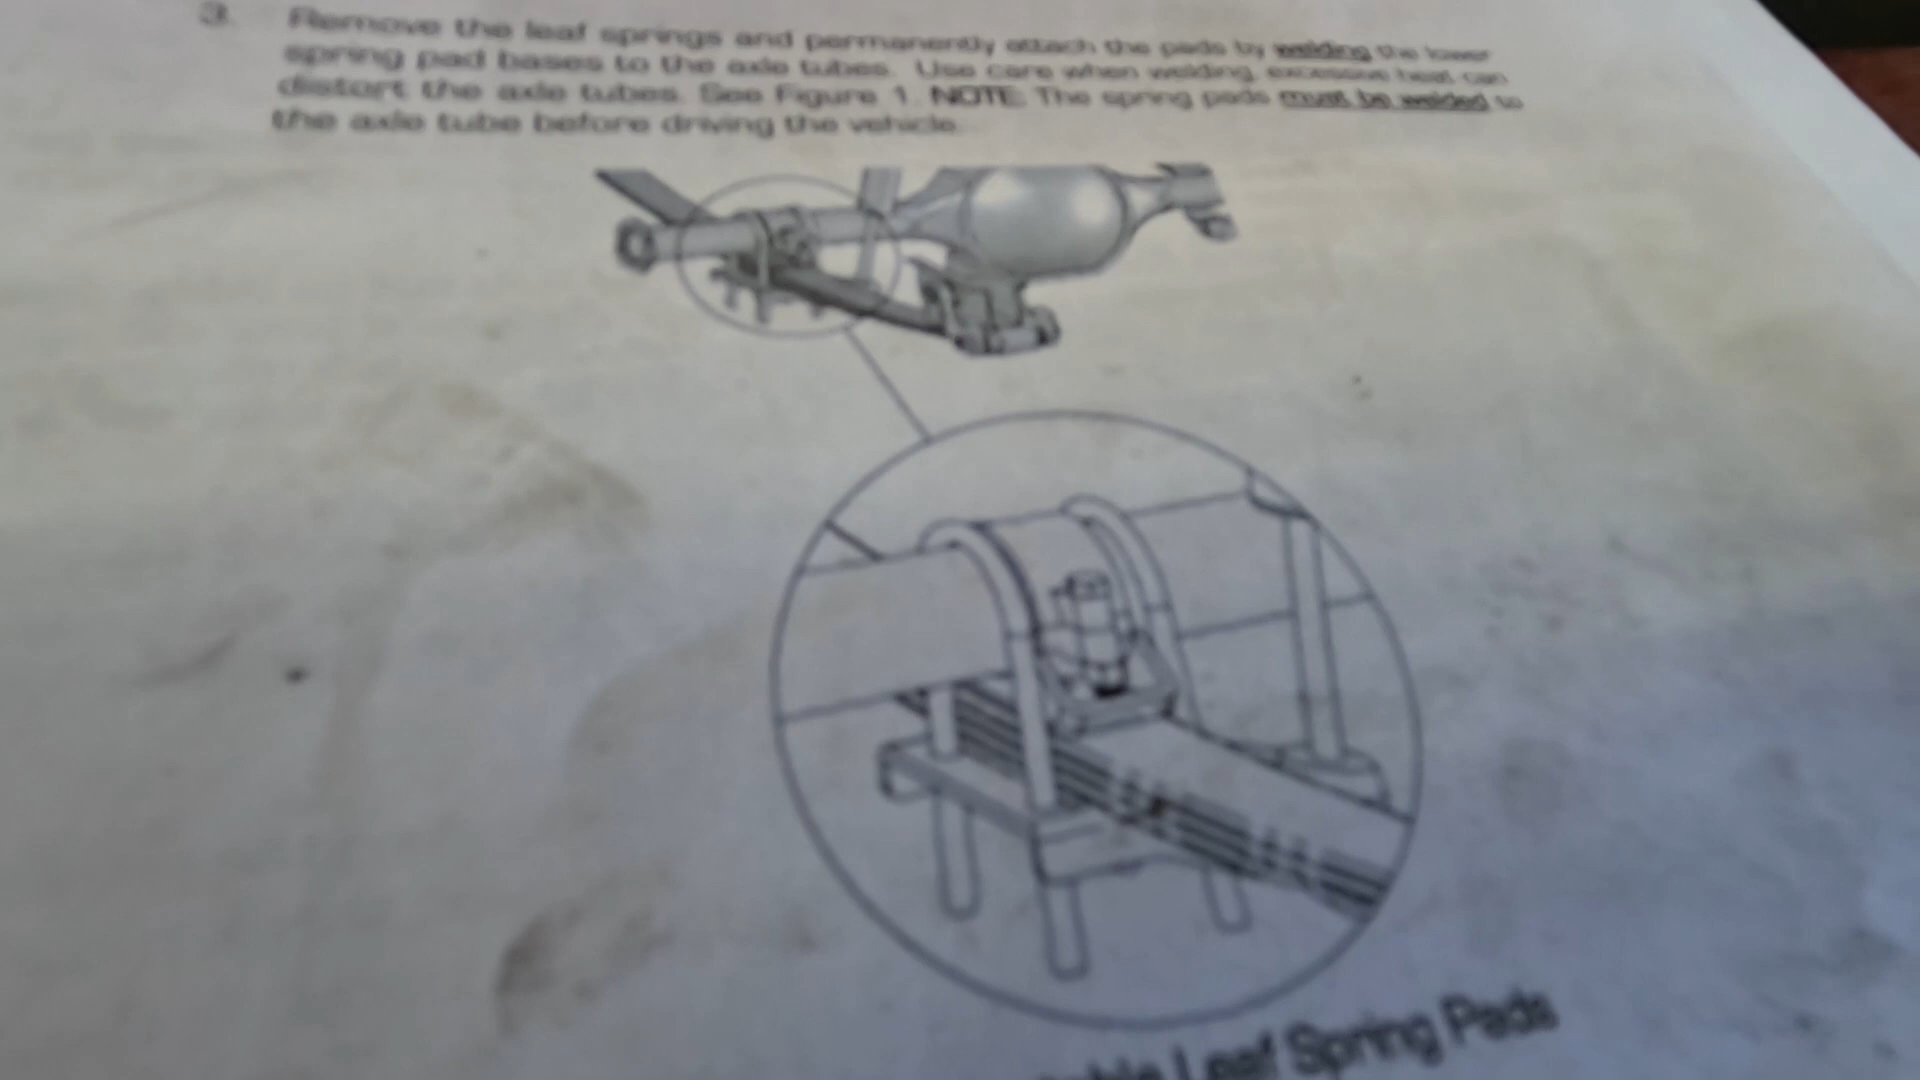 3. Remove the leaf springs and permanently attach the pads by welding the lower
spring pad bases to the axle tubes. Use care when welding, excessive heat can
distort the axle tubes. See Figure 1. NOTE: The spring pads must be welded to
the axle tube before driving the vehicle.
Leaf Spring Pads